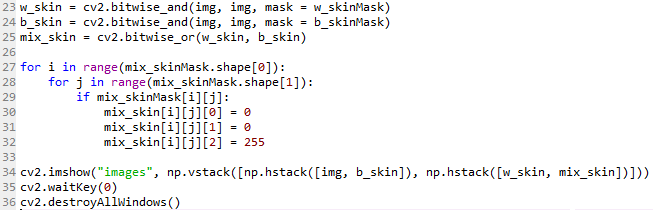 23 w_skin = cv2.bitwise_and(img, img, mask = w_skinMask)
24 b_skin = cv2.bitwise_and(img, img, mask = b_skinMask)
25 mix_skin = cv2.bitwise_or(w_skin, b_skin)
26
27 for i in range(mix_skinMask.shape[0]):
28     for j in range(mix_skinMask.shape[1]):
29         if mix_skinMask[i][j]:
30             mix_skin[i][j][0] = 0
31             mix_skin[i][j][1] = 0
32             mix_skin[i][j][2] = 255
33
34 cv2.imshow("images", np.vstack([np.hstack([img, b_skin]), np.hstack([w_skin, mix_skin])]))
35 cv2.waitKey(0)
36 cv2.destroyAllWindows()